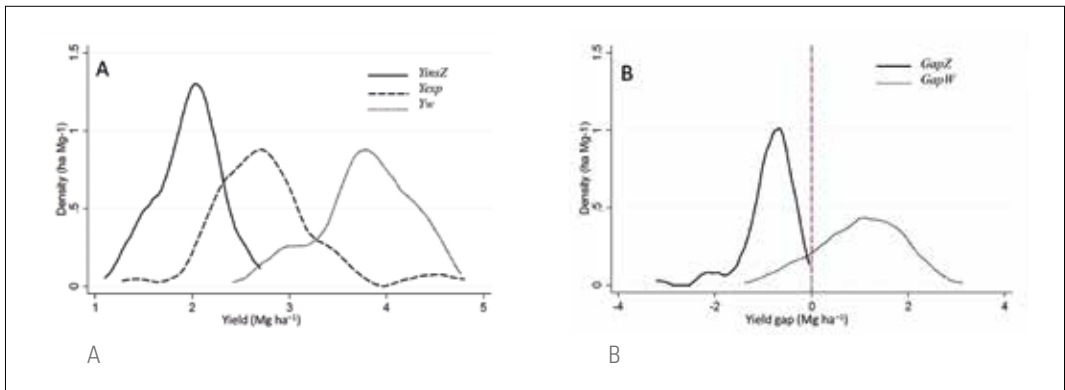 A
YinsZ
Yexp
Yw
Density (ha Mg-1)
1.5
1
.5
0
1 2 3 4 5
Yield (Mg ha⁻¹)
A
B
GapZ
GapW
Density (ha Mg-1)
1.5
1
.5
0
-4 -2 0 2 4
Yield gap (Mg ha⁻¹)
B